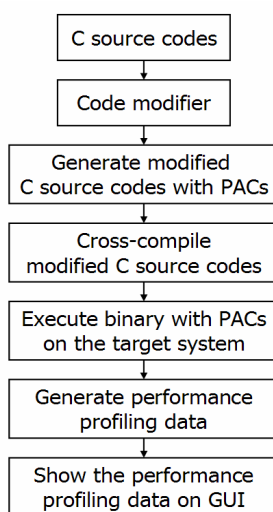 C source codes
Code modifier
Generate modified
C source codes with PACs
Cross-compile
modified C source codes
Execute binary with PACs
on the target system
Generate performance
profiling data
Show the performance
profiling data on GUI